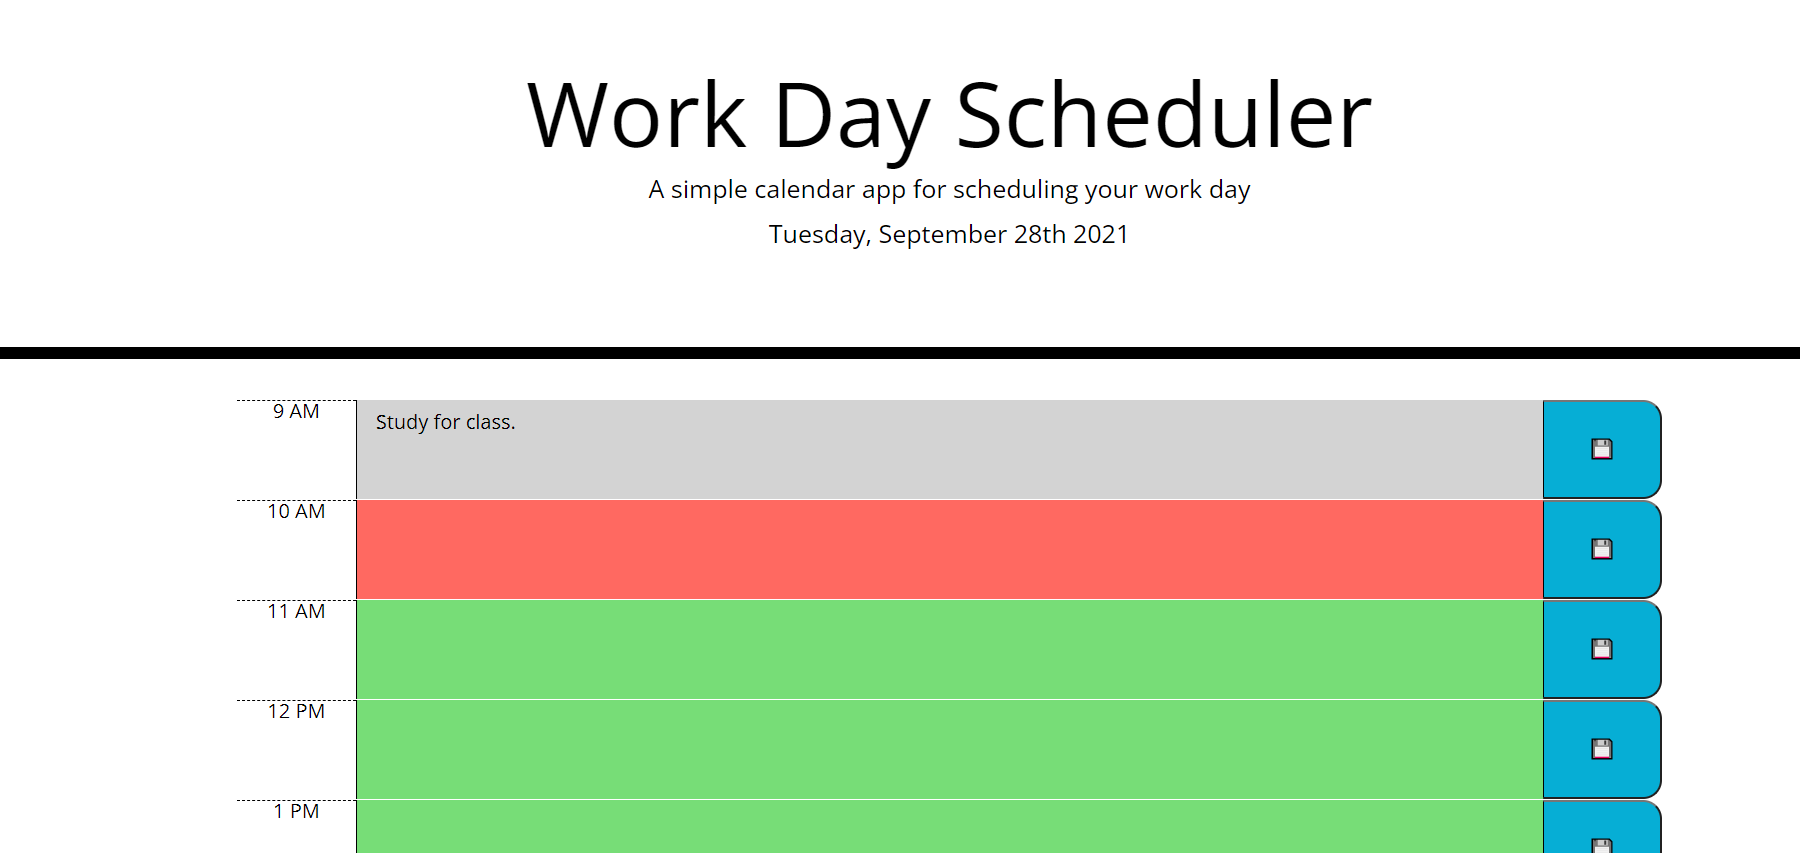 Work Day Scheduler
A simple calendar app for scheduling your work day
Tuesday, September 28th 2021
9 AM
Study for class.
10 AM
11 AM
12 PM
1 PM